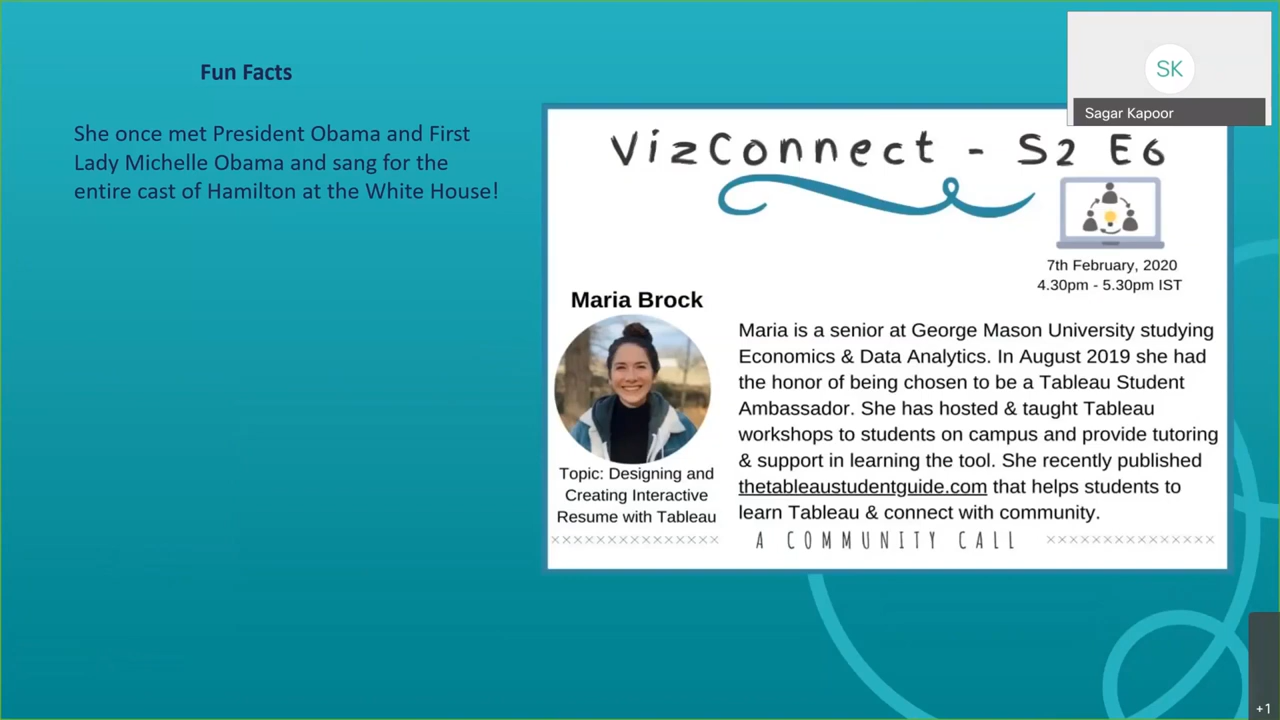 Fun Facts
She once met President Obama and First
Lady Michelle Obama and sang for the
entire cast of Hamilton at the White House!
SK
Sagar Kapoor
VizConnect - S2 E6
7th February, 2020
4.30pm - 5.30pm IST
Maria Brock
Topic: Designing and
Creating Interactive
Resume with Tableau
Maria is a senior at George Mason University studying
Economics & Data Analytics. In August 2019 she had
the honor of being chosen to be a Tableau Student
Ambassador. She has hosted & taught Tableau
workshops to students on campus and provide tutoring
& support in learning the tool. She recently published
thetableaustudentguide.com that helps students to
learn Tableau & connect with community.
A COMMUNITY CALL
+1